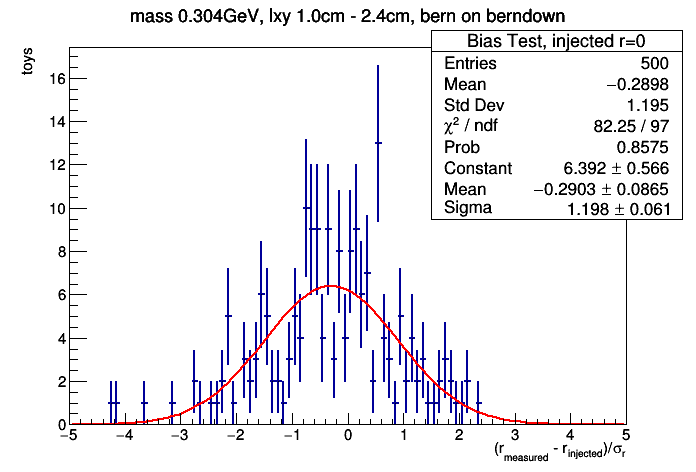 mass 0.304GeV, lxy 1.0cm - 2.4cm, bern on berndown
Bias Test, injected r=0
Entries 500
Mean −0.2898
Std Dev 1.195
χ² / ndf 82.25 / 97
Prob 0.8575
Constant 6.392 ± 0.566
Mean −0.2903 ± 0.0865
Sigma 1.198 ± 0.061
toys
16
14
12
10
8
6
4
2
0
−5 −4 −3 −2 −1 0 1 2 3 4 5
(r_measured - r_injected)/σ_r